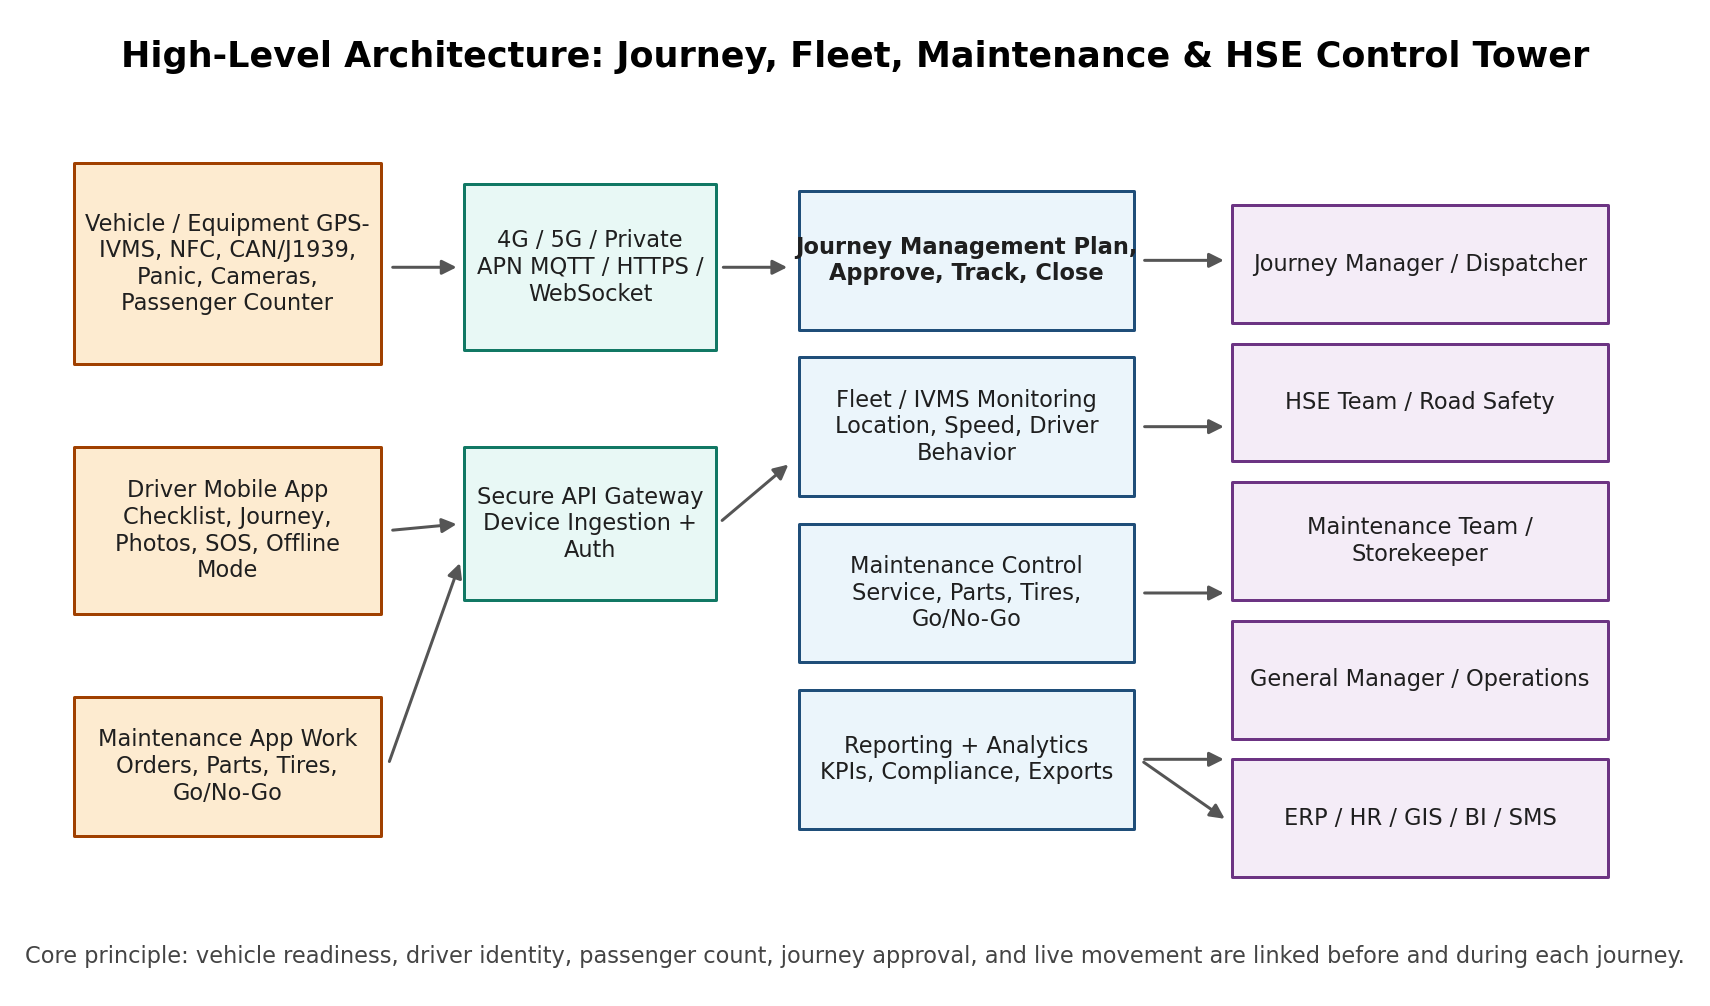 High-Level Architecture: Journey, Fleet, Maintenance & HSE Control Tower
Vehicle / Equipment GPS-
IVMS, NFC, CAN/J1939,
Panic, Cameras,
Passenger Counter
4G / 5G / Private
APN MQTT / HTTPS /
WebSocket
Journey Management Plan,
Approve, Track, Close
Journey Manager / Dispatcher
Fleet / IVMS Monitoring
Location, Speed, Driver
Behavior
HSE Team / Road Safety
Driver Mobile App
Checklist, Journey,
Photos, SOS, Offline
Mode
Secure API Gateway
Device Ingestion +
Auth
Maintenance Control
Service, Parts, Tires,
Go/No-Go
Maintenance Team /
Storekeeper
General Manager / Operations
Maintenance App Work
Orders, Parts, Tires,
Go/No-Go
Reporting + Analytics
KPIs, Compliance, Exports
ERP / HR / GIS / BI / SMS
Core principle: vehicle readiness, driver identity, passenger count, journey approval, and live movement are linked before and during each journey.